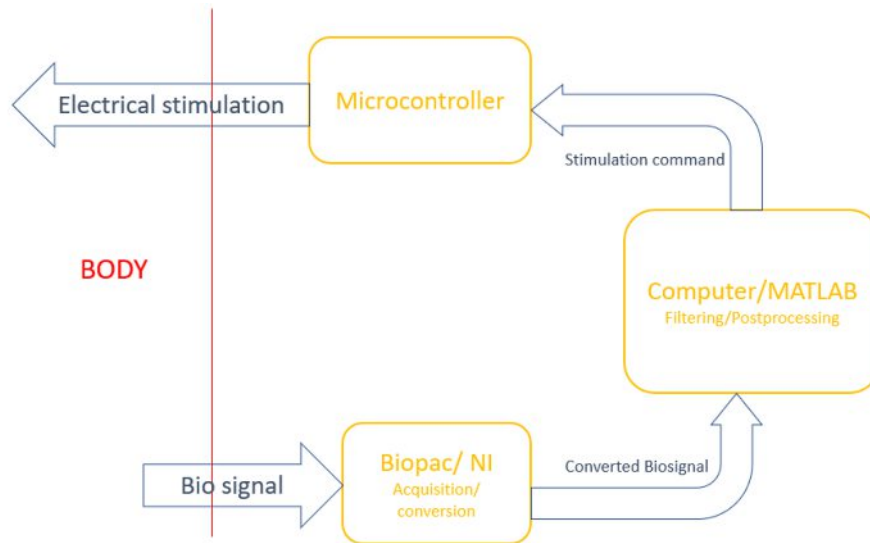 Electrical stimulation
Microcontroller
Stimulation command
BODY
Computer/MATLAB
Filtering/Postprocessing
Bio signal
Biopac/ NI
Acquisition/
conversion
Converted Biosignal